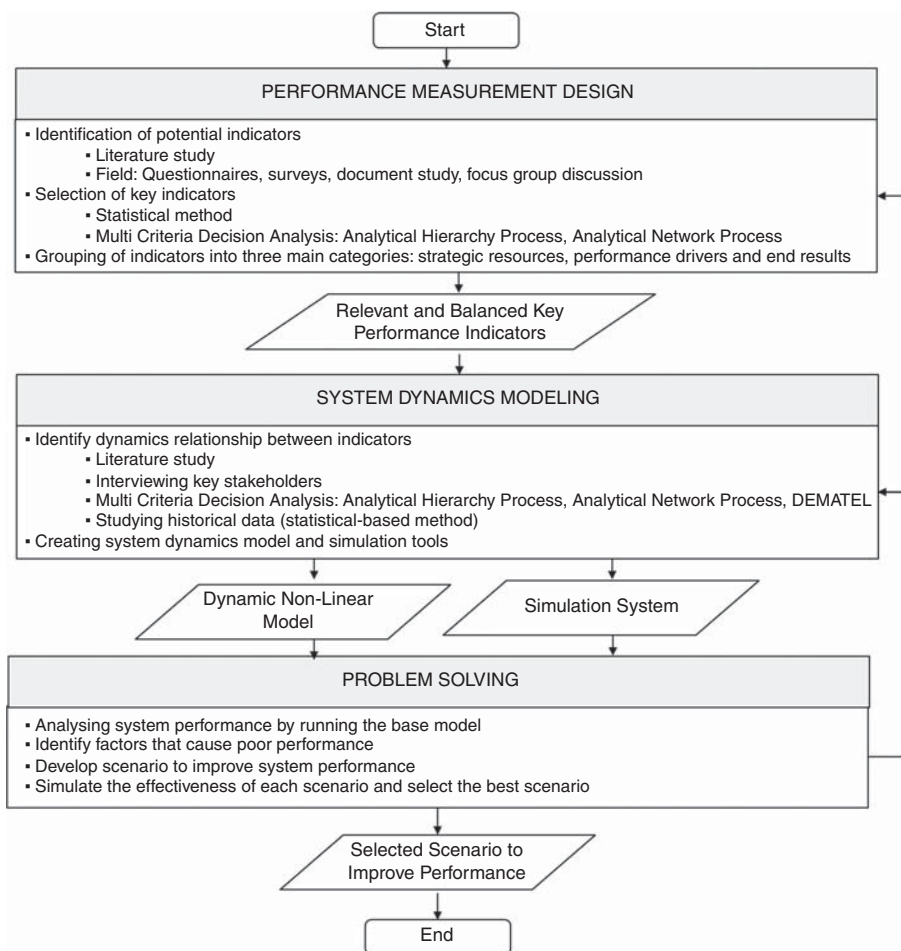 Start
PERFORMANCE MEASUREMENT DESIGN
▪ Identification of potential indicators
▪ Literature study
▪ Field: Questionnaires, surveys, document study, focus group discussion
▪ Selection of key indicators
▪ Statistical method
▪ Multi Criteria Decision Analysis: Analytical Hierarchy Process, Analytical Network Process
▪ Grouping of indicators into three main categories: strategic resources, performance drivers and end results
Relevant and Balanced Key
Performance Indicators
SYSTEM DYNAMICS MODELING
▪ Identify dynamics relationship between indicators
▪ Literature study
▪ Interviewing key stakeholders
▪ Multi Criteria Decision Analysis: Analytical Hierarchy Process, Analytical Network Process, DEMATEL
▪ Studying historical data (statistical-based method)
▪ Creating system dynamics model and simulation tools
Dynamic Non-Linear
Model
Simulation System
PROBLEM SOLVING
▪ Analysing system performance by running the base model
▪ Identify factors that cause poor performance
▪ Develop scenario to improve system performance
▪ Simulate the effectiveness of each scenario and select the best scenario
Selected Scenario to
Improve Performance
End